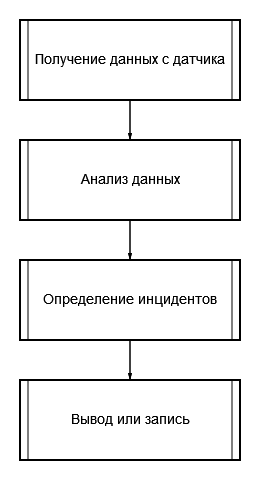 Получение данных с датчика
Анализ данных
Определение инцидентов
Вывод или запись